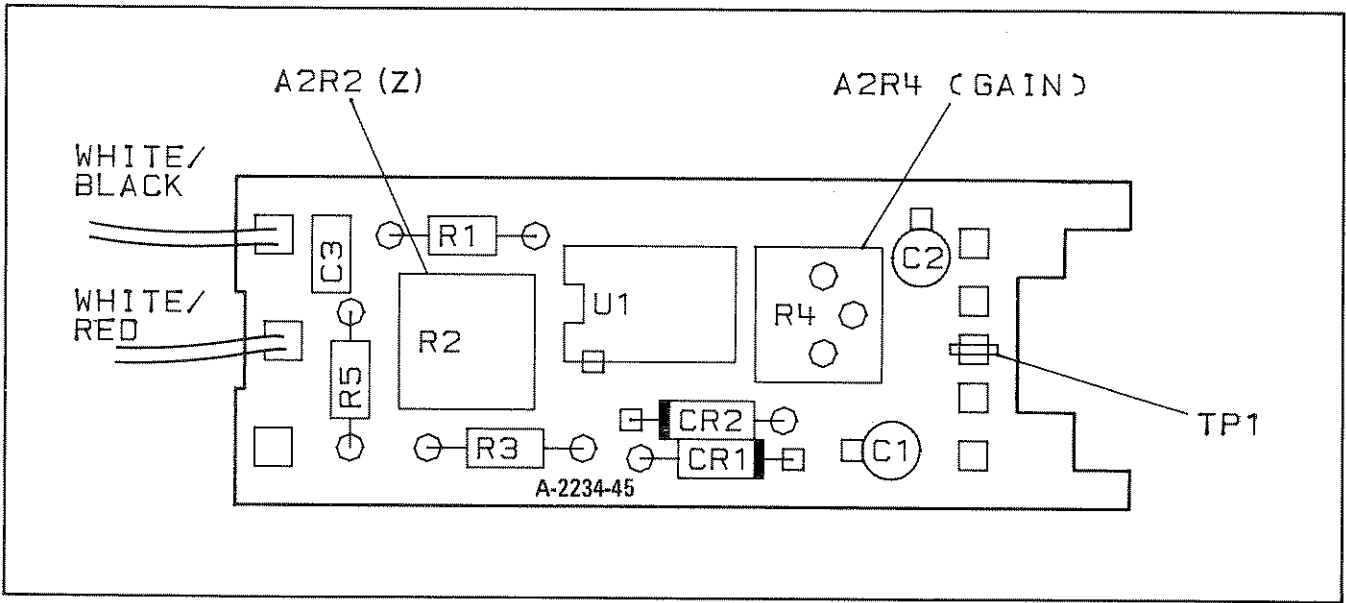 A2R2 (Z)
A2R4 (GAIN)
WHITE/
BLACK
C3
R1
C2
WHITE/
RED
U1
R4
R2
R5
CR2
TP1
R3
CR1
C1
A-2234-45